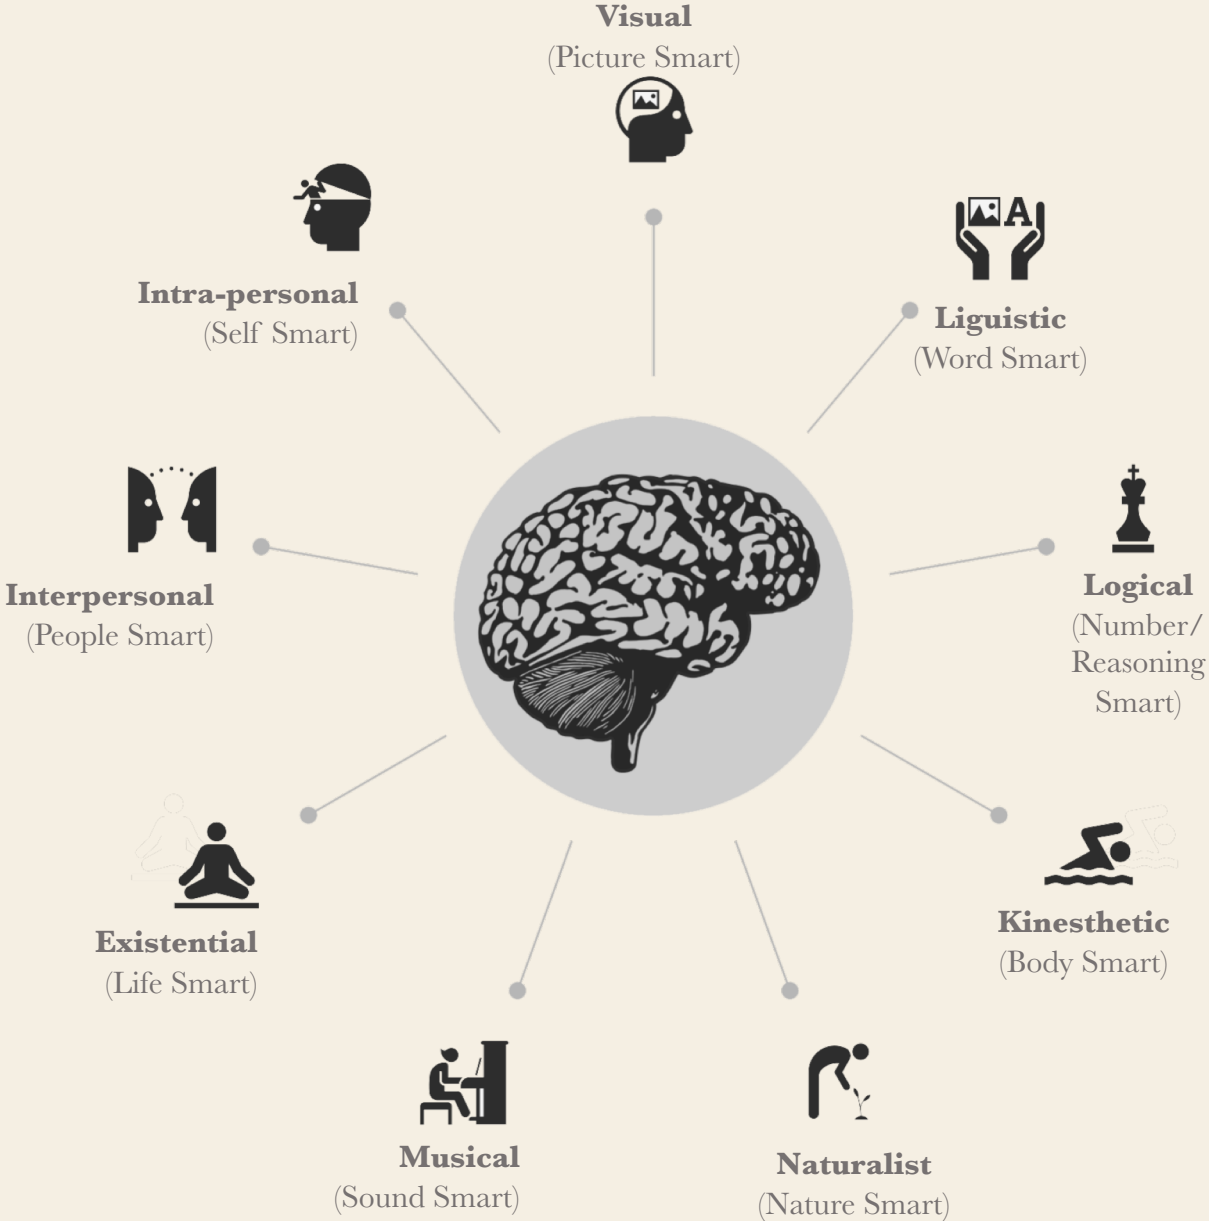 Visual
(Picture Smart)
A
Liguistic
(Word Smart)
Logical
(Number/
Reasoning
Smart)
Kinesthetic
(Body Smart)
Naturalist
(Nature Smart)
Musical
(Sound Smart)
Existential
(Life Smart)
Interpersonal
(People Smart)
Intra-personal
(Self Smart)